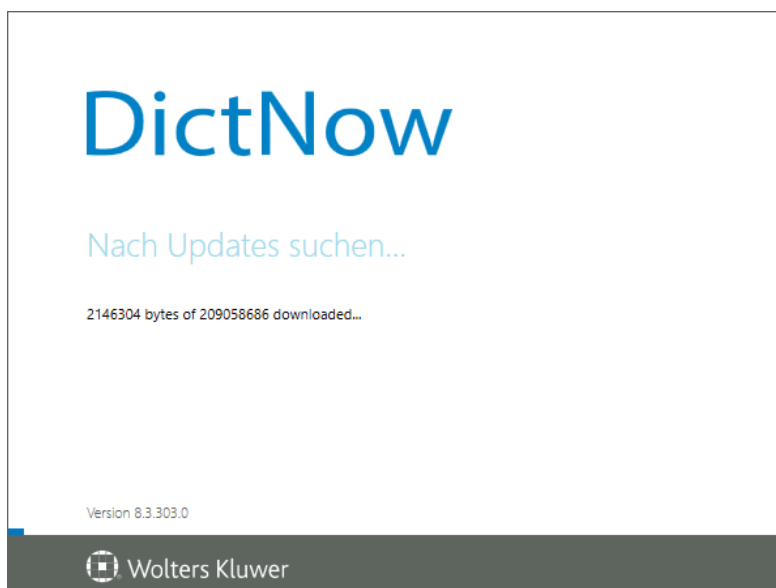 DictNow
Nach Updates suchen...
2146304 bytes of 209058686 downloaded...
Version 8.3.303.0
Wolters Kluwer